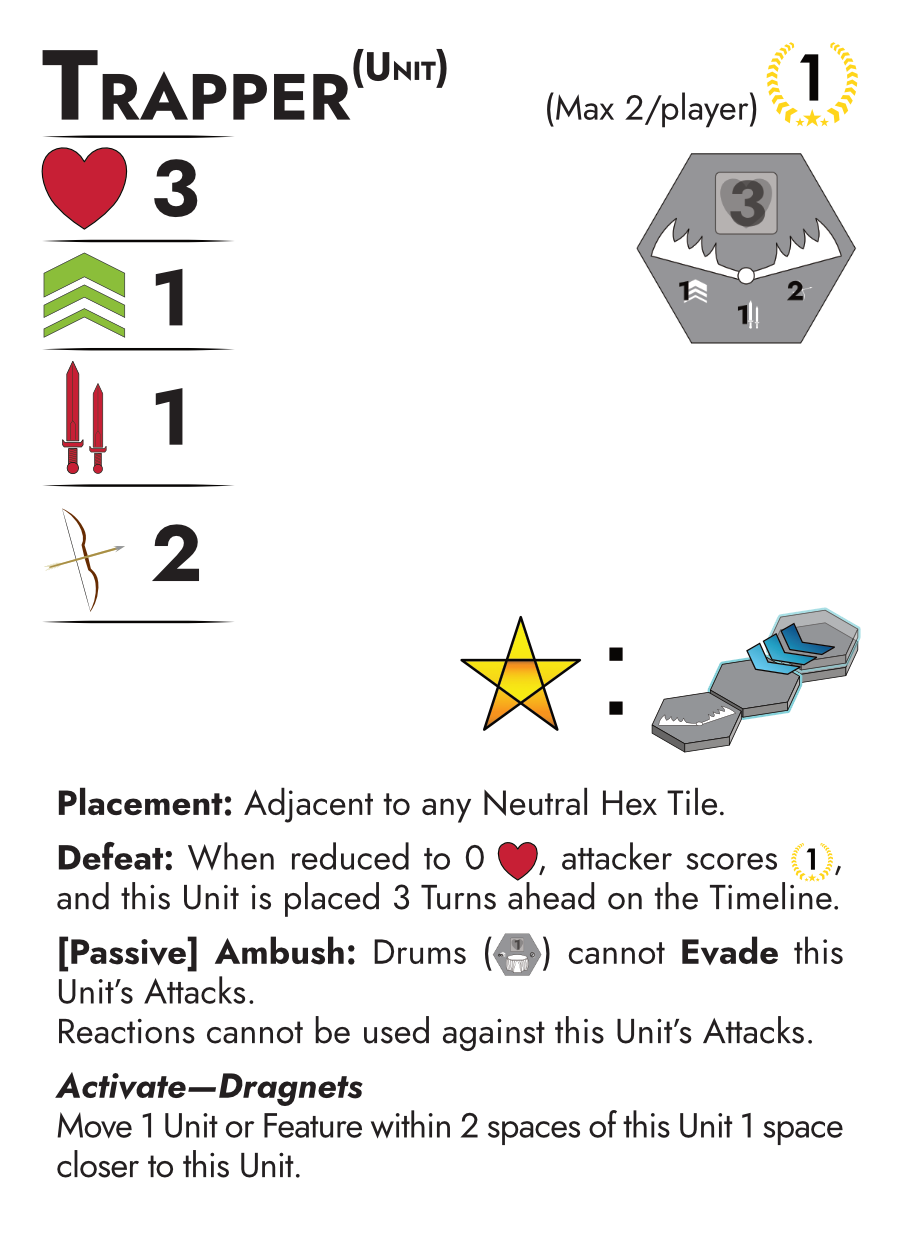 TRAPPER (UNIT)
(Max 2/player) 1
3
3
1
1 2
1
1
2
:
Placement: Adjacent to any Neutral Hex Tile.
Defeat: When reduced to 0 , attacker scores 1,
and this Unit is placed 3 Turns ahead on the Timeline.
[Passive] Ambush: Drums ( ) cannot Evade this
Unit's Attacks.
Reactions cannot be used against this Unit's Attacks.
Activate—Dragnets
Move 1 Unit or Feature within 2 spaces of this Unit 1 space
closer to this Unit.